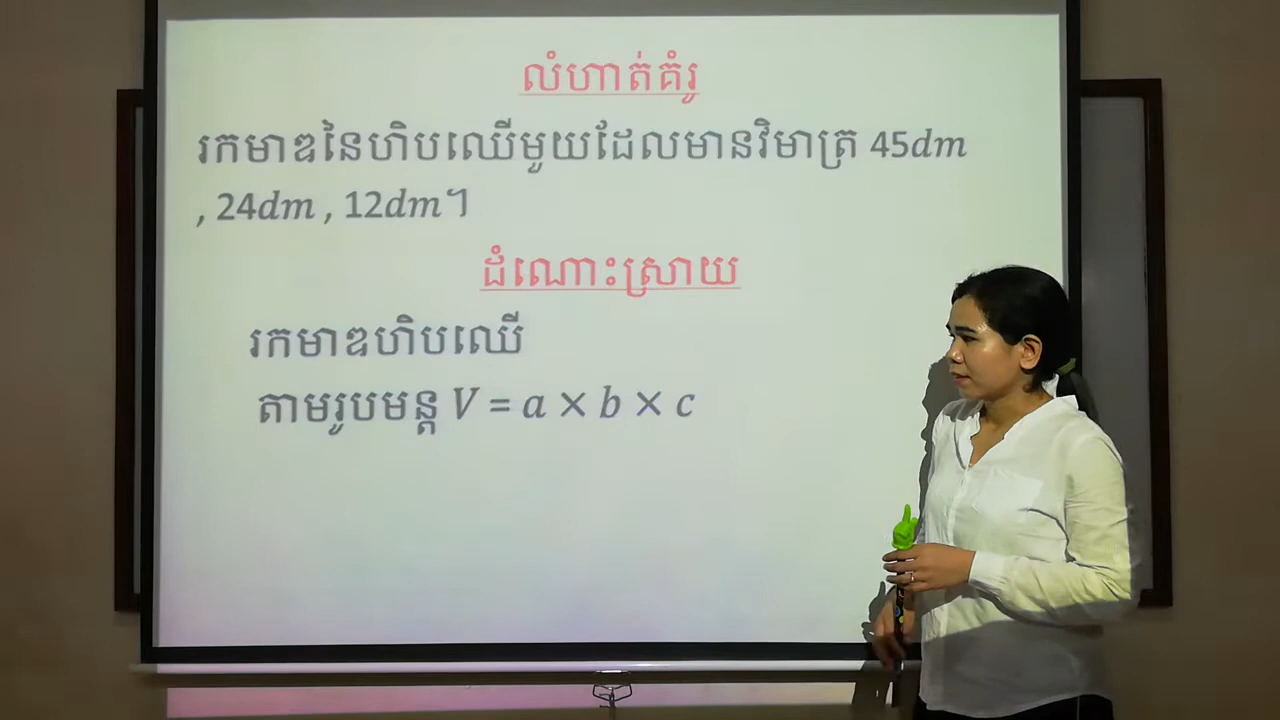 លំហាត់គំរូ
រកមាឌនៃហិបឈើមួយដែលមានវិមាត្រ 45dm
, 24dm , 12dm។
ដំណោះស្រាយ
រកមាឌហិបឈើ
តាមរូបមន្ត V = a × b × c